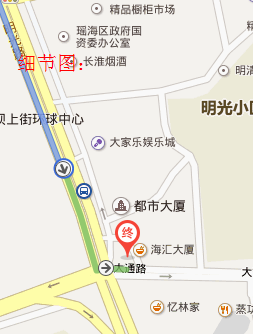 精品橱柜市场
瑶海区政府国
资委办公室
长淮烟酒
细节图：
明清
明光小区
坝上街环球中心
大家乐娱乐城
都市大厦
终
海汇大厦
大通路
大
忆林家
蒸功